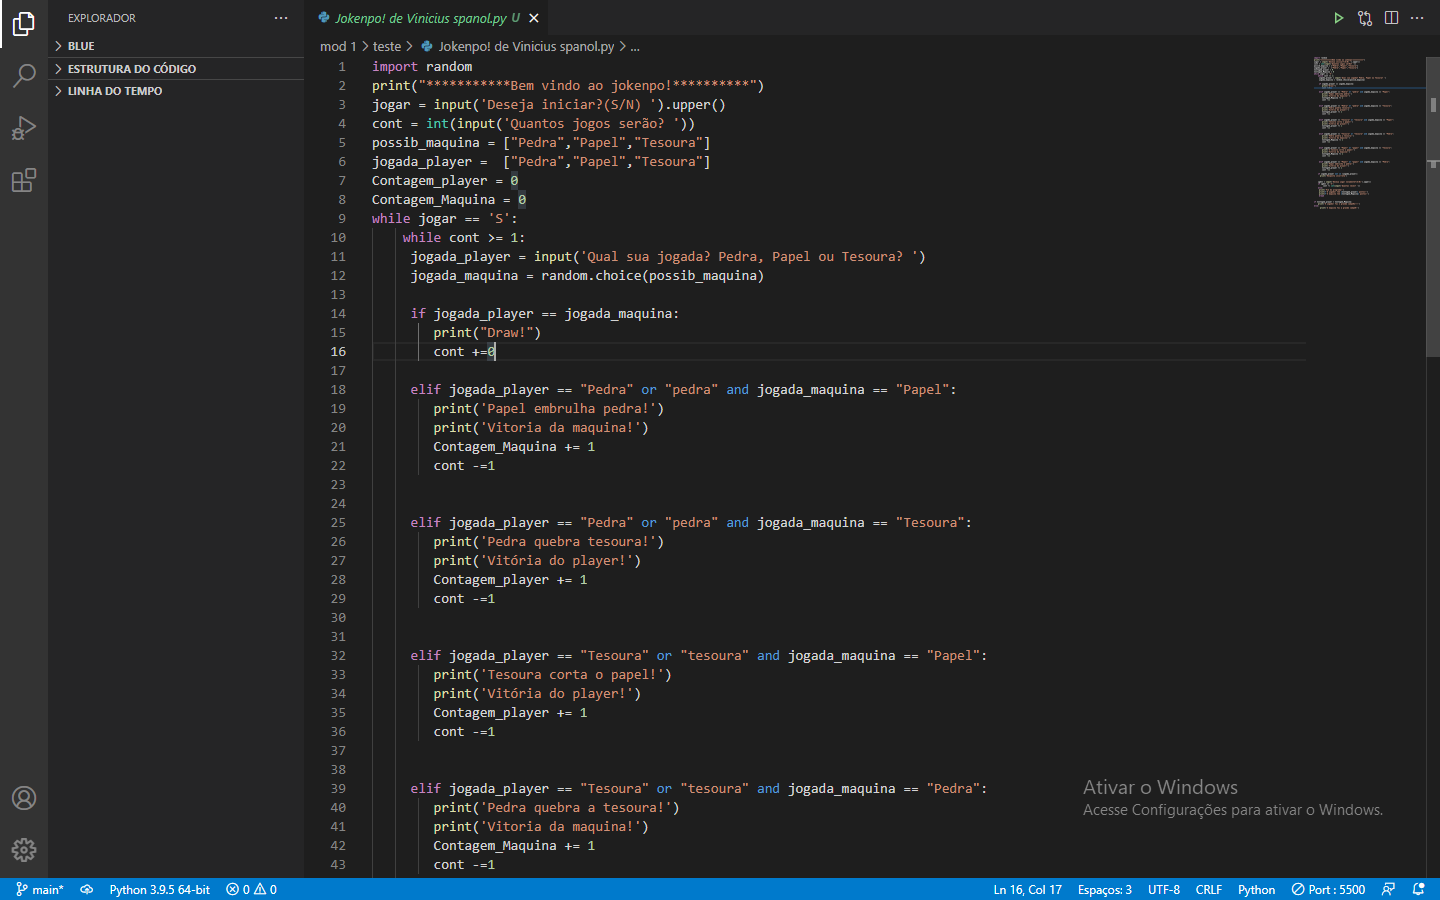 EXPLORADOR
BLUE
ESTRUTURA DO CÓDIGO
LINHA DO TEMPO
Jokenpo! de Vinicius spanol.py U
mod 1 > teste > Jokenpo! de Vinicius spanol.py > ...
1 import random
2 print("***********Bem vindo ao jokenpo!**********")
3 jogar = input('Deseja iniciar?(S/N) ').upper()
4 cont = int(input('Quantos jogos serão? '))
5 possib_maquina = ["Pedra","Papel","Tesoura"]
6 jogada_player =  ["Pedra","Papel","Tesoura"]
7 Contagem_player = 0
8 Contagem_Maquina = 0
9 while jogar == 'S':
10 while cont >= 1:
11 jogada_player = input('Qual sua jogada? Pedra, Papel ou Tesoura? ')
12 jogada_maquina = random.choice(possib_maquina)
13
14 if jogada_player == jogada_maquina:
15 print("Draw!")
16 cont +=0
17
18 elif jogada_player == "Pedra" or "pedra" and jogada_maquina == "Papel":
19 print('Papel embrulha pedra!')
20 print('Vitoria da maquina!')
21 Contagem_Maquina += 1
22 cont -=1
23
24
25 elif jogada_player == "Pedra" or "pedra" and jogada_maquina == "Tesoura":
26 print('Pedra quebra tesoura!')
27 print('Vitória do player!')
28 Contagem_player += 1
29 cont -=1
30
31
32 elif jogada_player == "Tesoura" or "tesoura" and jogada_maquina == "Papel":
33 print('Tesoura corta o papel!')
34 print('Vitória do player!')
35 Contagem_player += 1
36 cont -=1
37
38
39 elif jogada_player == "Tesoura" or "tesoura" and jogada_maquina == "Pedra":
40 print('Pedra quebra a tesoura!')
41 print('Vitoria da maquina!')
42 Contagem_Maquina += 1
43 cont -=1
Ativar o Windows
Acesse Configurações para ativar o Windows.
main* Python 3.9.5 64-bit 0 0 Ln 16, Col 17 Espaços: 3 UTF-8 CRLF Python Port : 5500